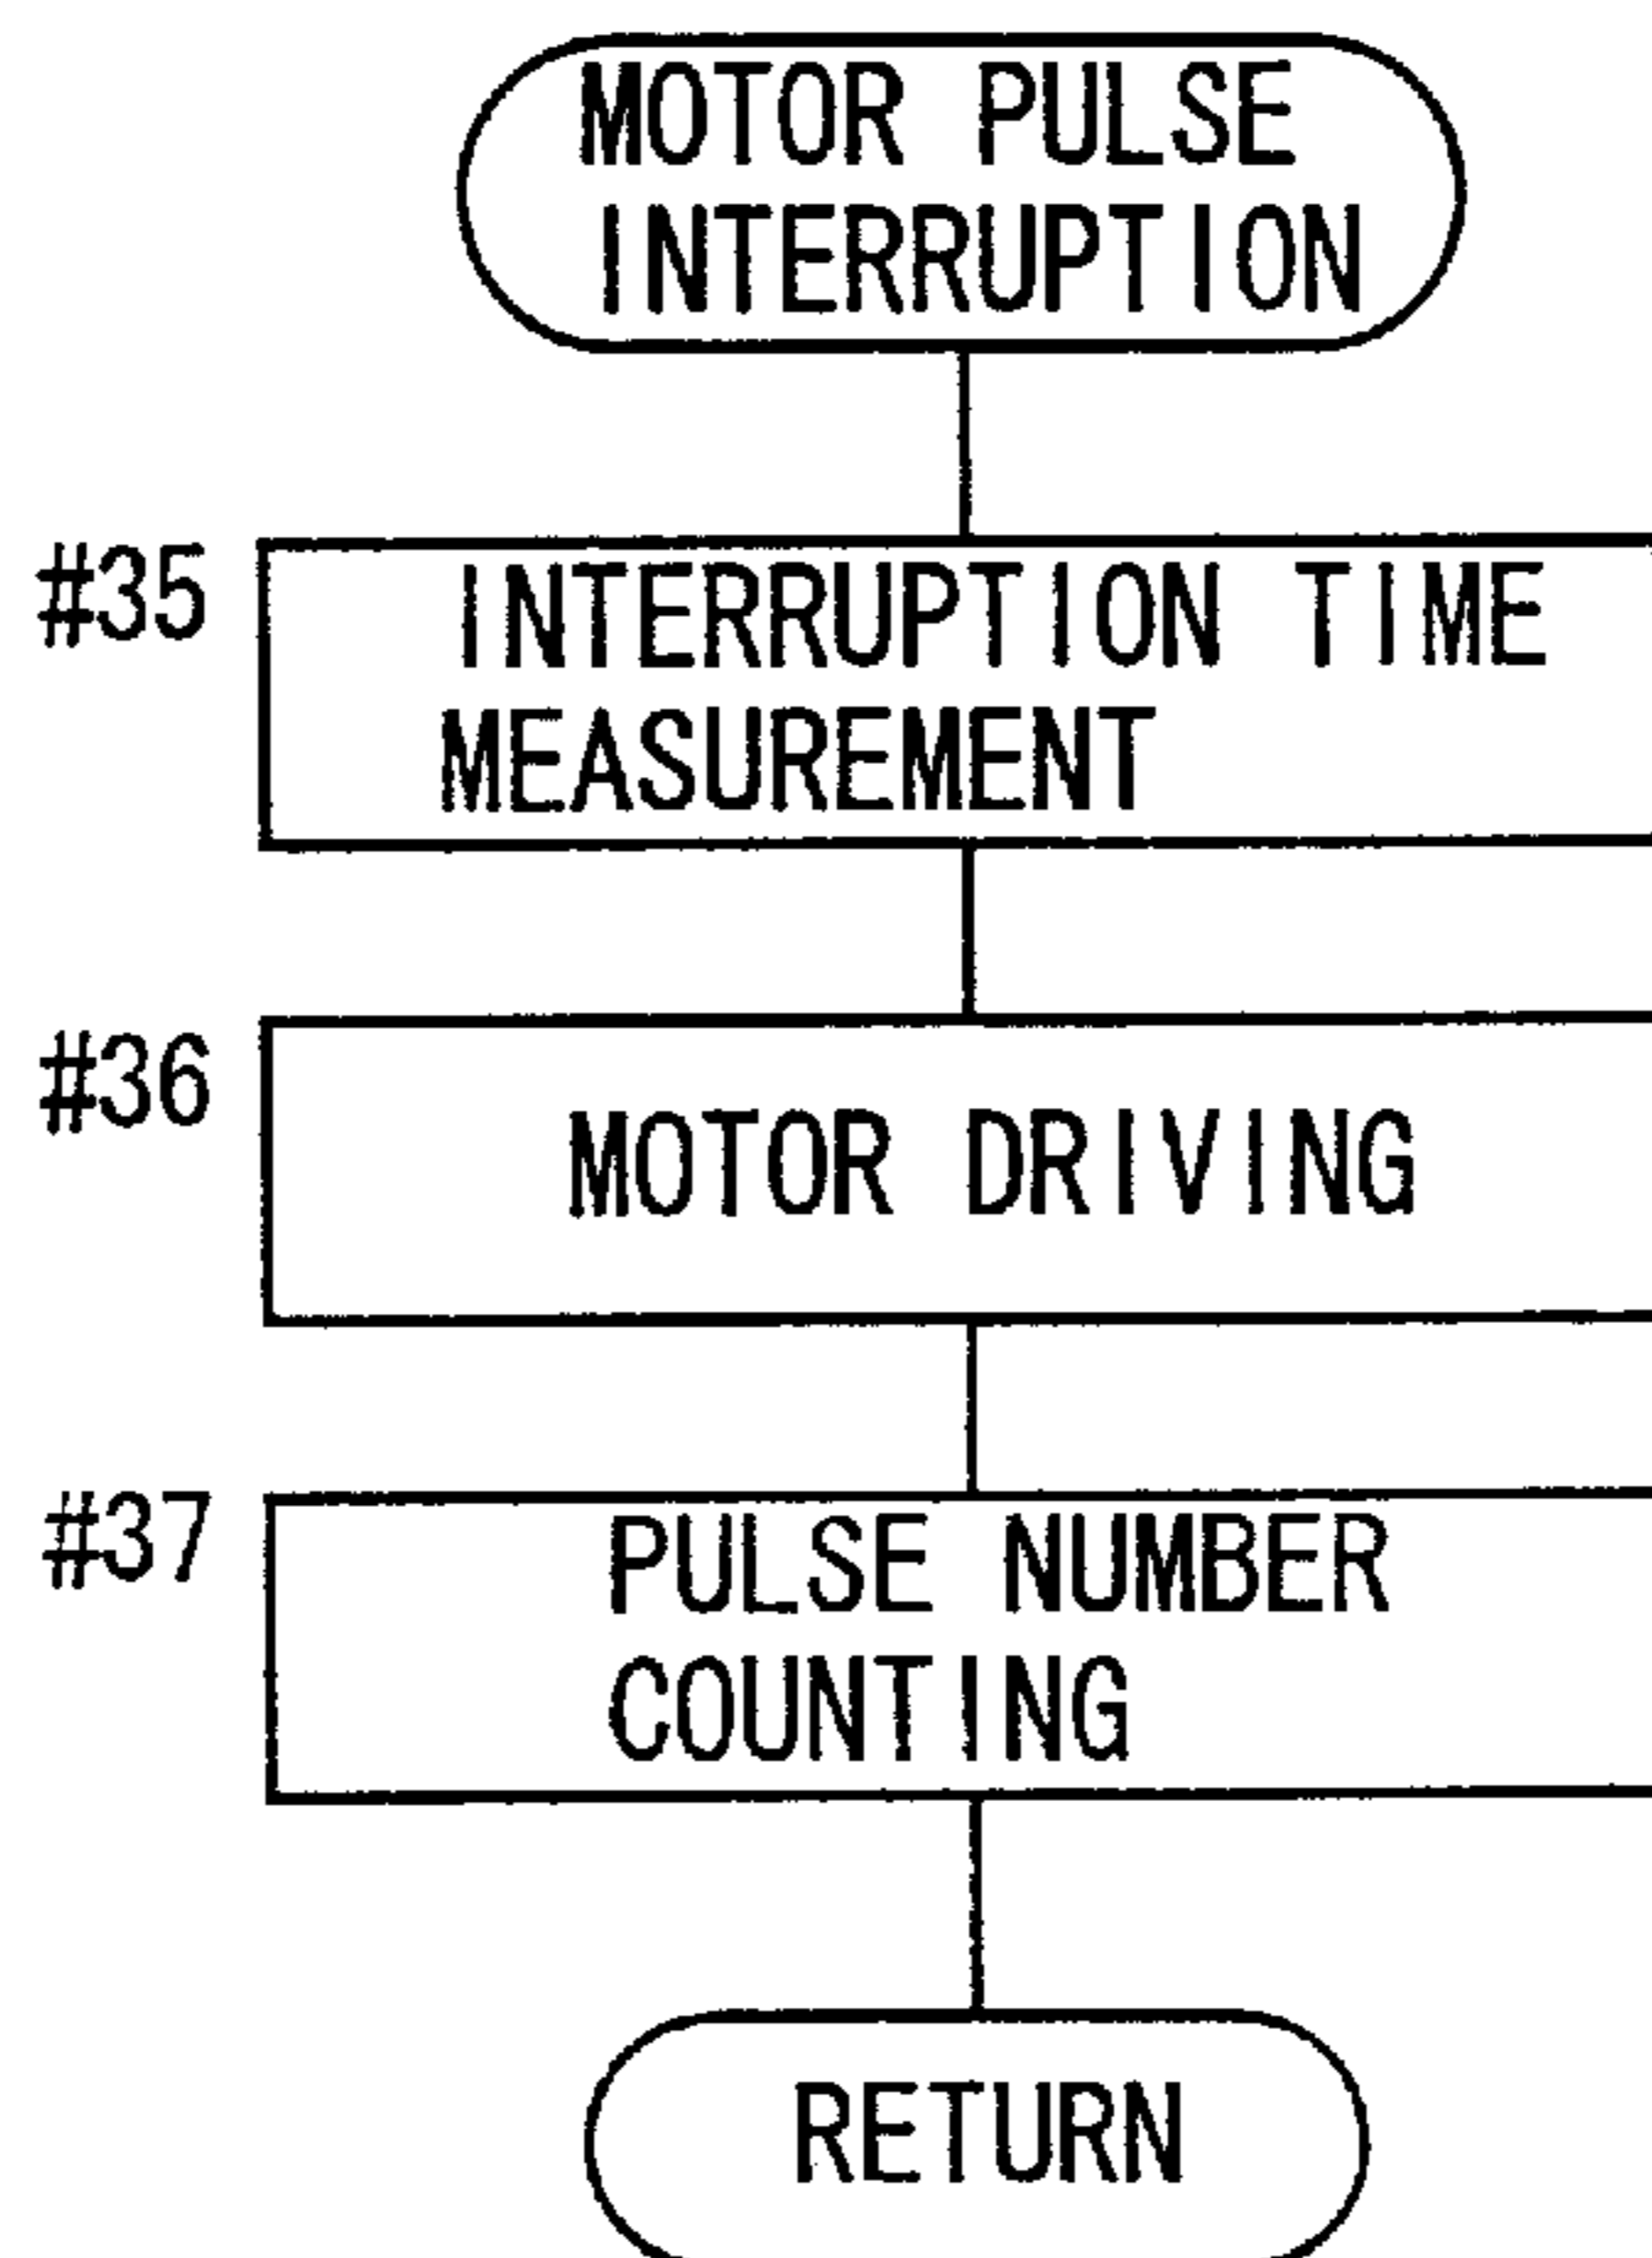 MOTOR PULSE
INTERRUPTION
#35
INTERRUPTION TIME
MEASUREMENT
#36
MOTOR DRIVING
#37
PULSE NUMBER
COUNTING
RETURN